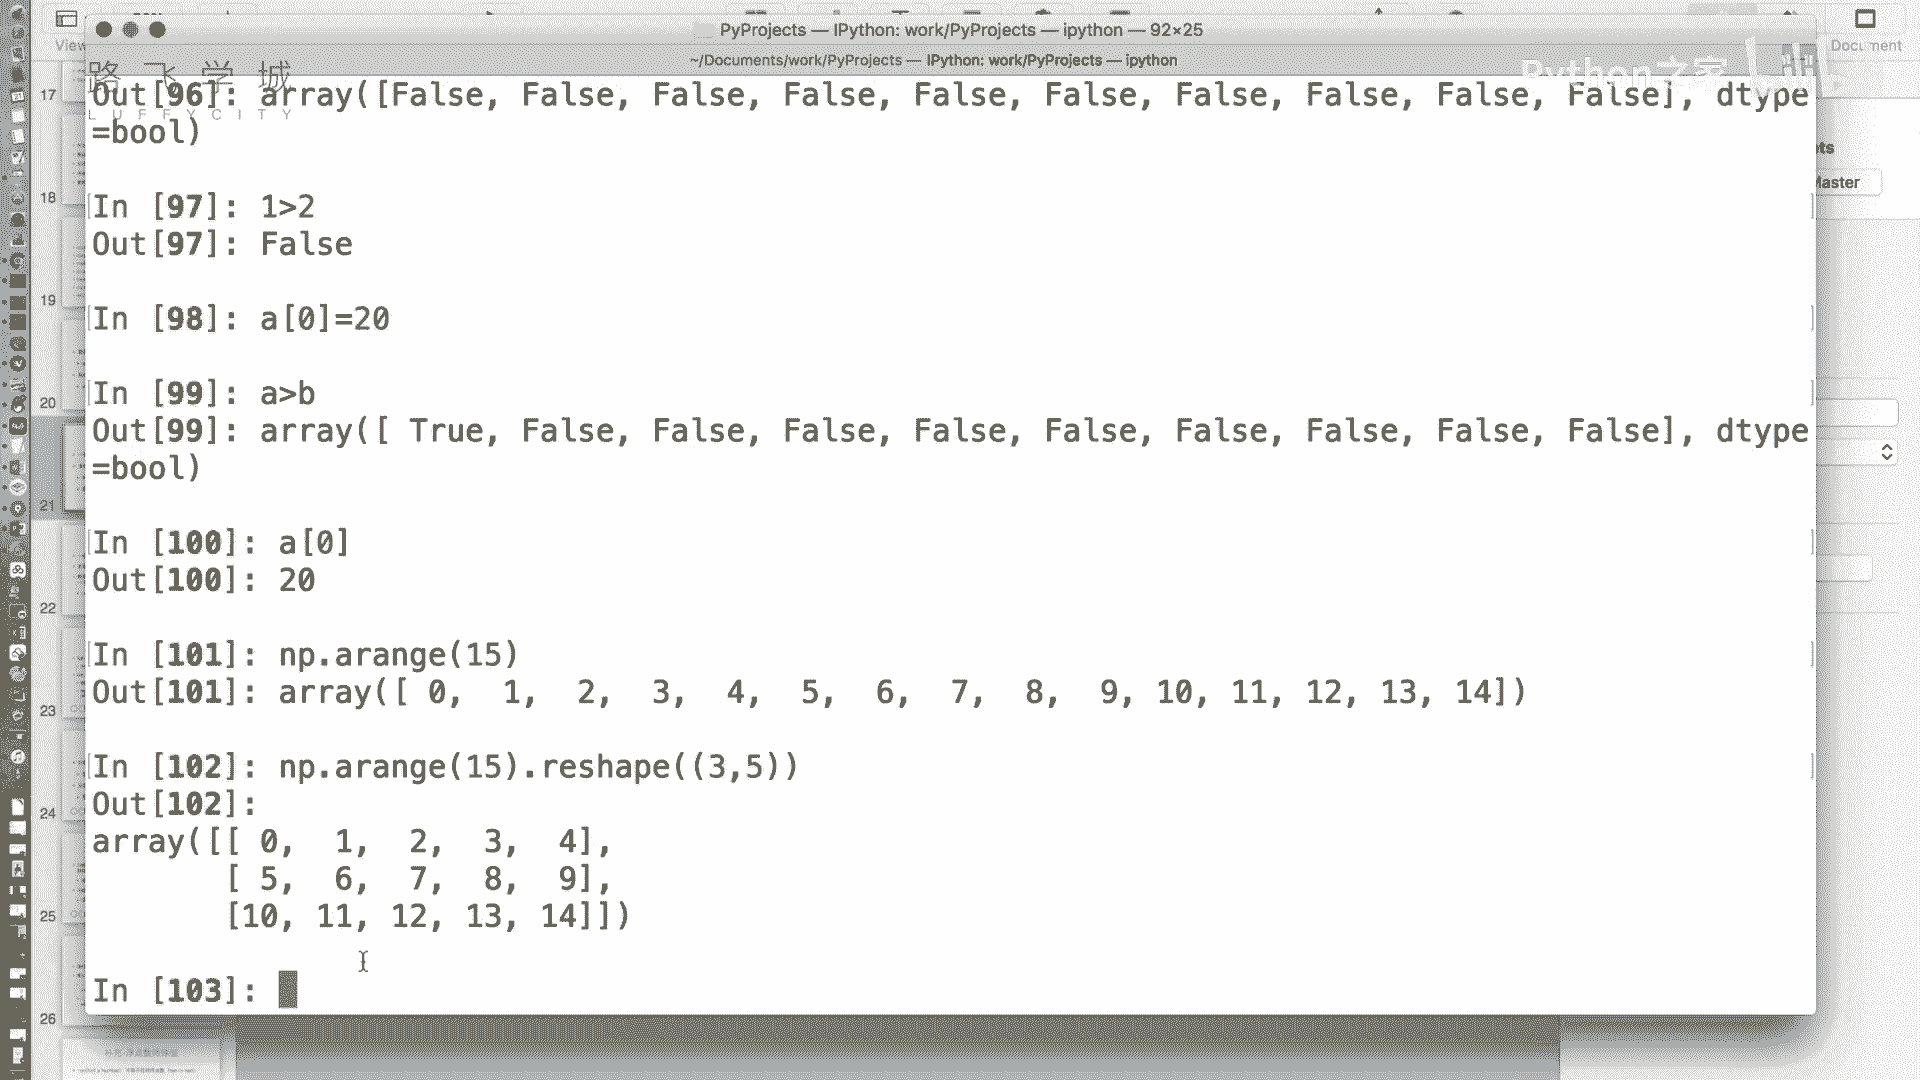 PyProjects — IPython: work/PyProjects — ipython — 92×25
View
Document
~/Documents/work/PyProjects — IPython: work/PyProjects — ipython
路飞学城
LUFFYCITY
Python之家
Out[96]: array([False, False, False, False, False, False, False, False, False, False], dtype
=bool)
In [97]: 1>2
Out[97]: False
In [98]: a[0]=20
In [99]: a>b
Out[99]: array([ True, False, False, False, False, False, False, False, False, False], dtype
=bool)
In [100]: a[0]
Out[100]: 20
In [101]: np.arange(15)
Out[101]: array([ 0,  1,  2,  3,  4,  5,  6,  7,  8,  9, 10, 11, 12, 13, 14])
In [102]: np.arange(15).reshape((3,5))
Out[102]:
array([[ 0,  1,  2,  3,  4],
       [ 5,  6,  7,  8,  9],
       [10, 11, 12, 13, 14]])
In [103]:
17
18
19
20
21
22
23
24
25
26